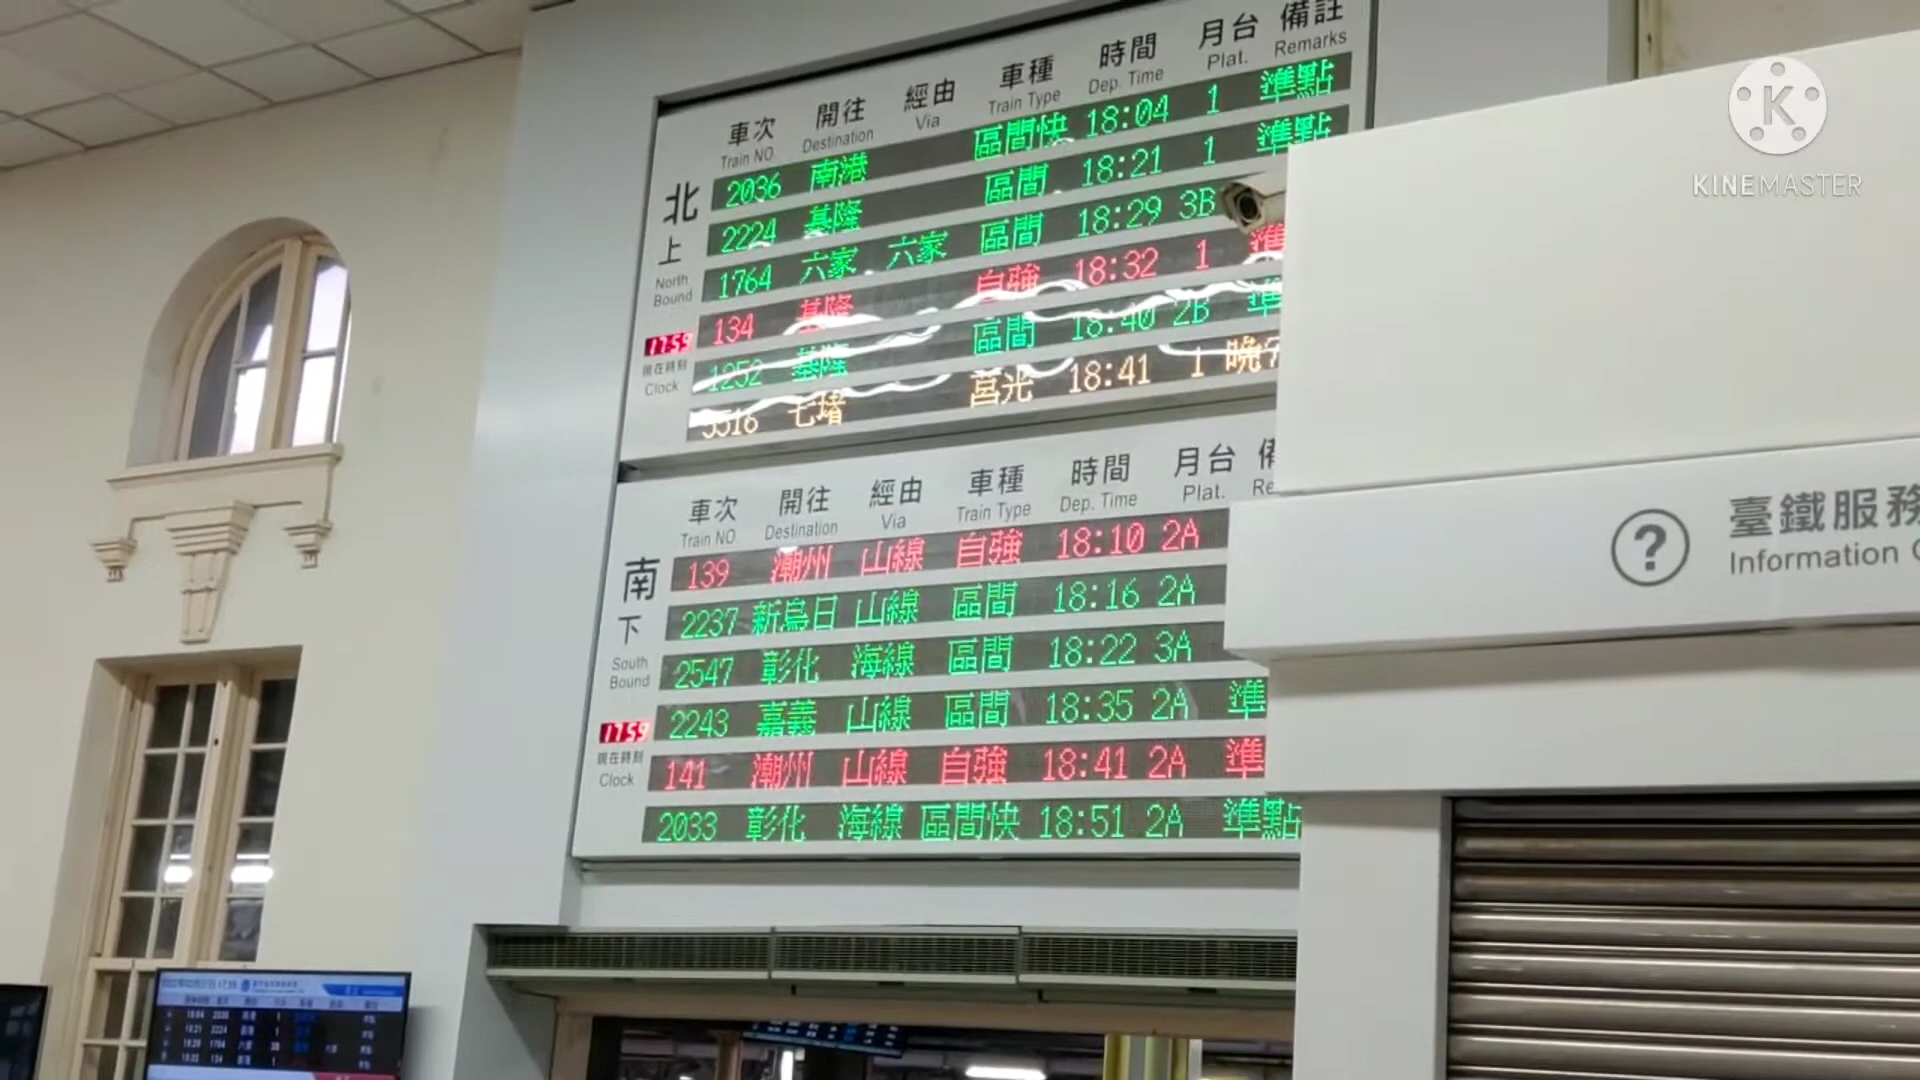 車次 開往 經由 車種 時間 月台 備註
Train NO. Destination Via Train Type Dep. Time Plat. Remarks
北上
North Bound
2036 南港 區間快 18:04 1 準點
2224 基隆 區間 18:21 1 準點
1764 六家 六家 區間 18:29 3B
134 基隆 自強 18:32 1 準
1252 基隆 區間 18:40 2B 準
5516 七堵 莒光 18:41 1 晚
17:59
現在時刻
Clock
車次 開往 經由 車種 時間 月台
Train NO. Destination Via Train Type Dep. Time Plat. Re
南下
South Bound
139 潮州 山線 自強 18:10 2A
2237 新烏日 山線 區間 18:16 2A
2547 彰化 海線 區間 18:22 3A
2243 嘉義 山線 區間 18:35 2A 準
141 潮州 山線 自強 18:41 2A 準
2033 彰化 海線 區間快 18:51 2A 準點
17:59
現在時刻
Clock
KINEMASTER
? 臺鐵服務
Information